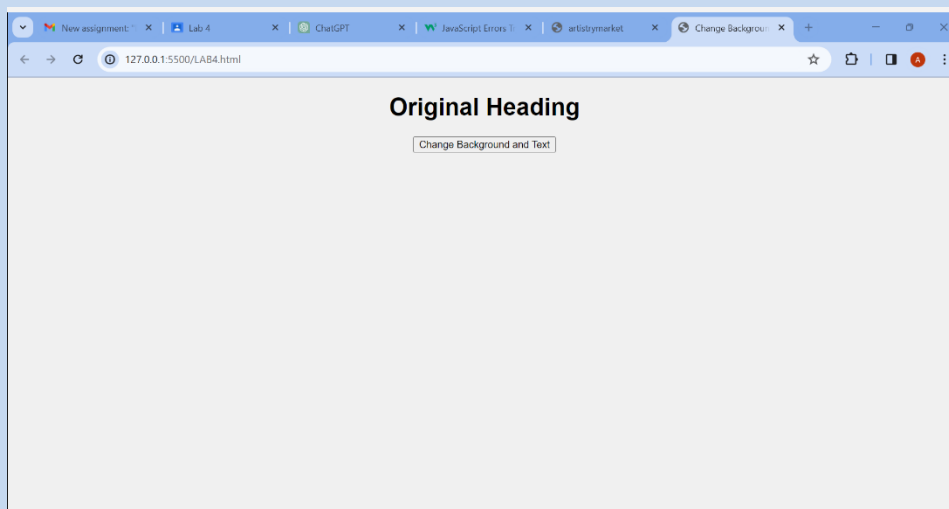 New assignment: "
Lab 4
ChatGPT
JavaScript Errors T
artistrymarket
Change Backgroun
127.0.0.1:5500/LAB4.html
A
Original Heading
Change Background and Text